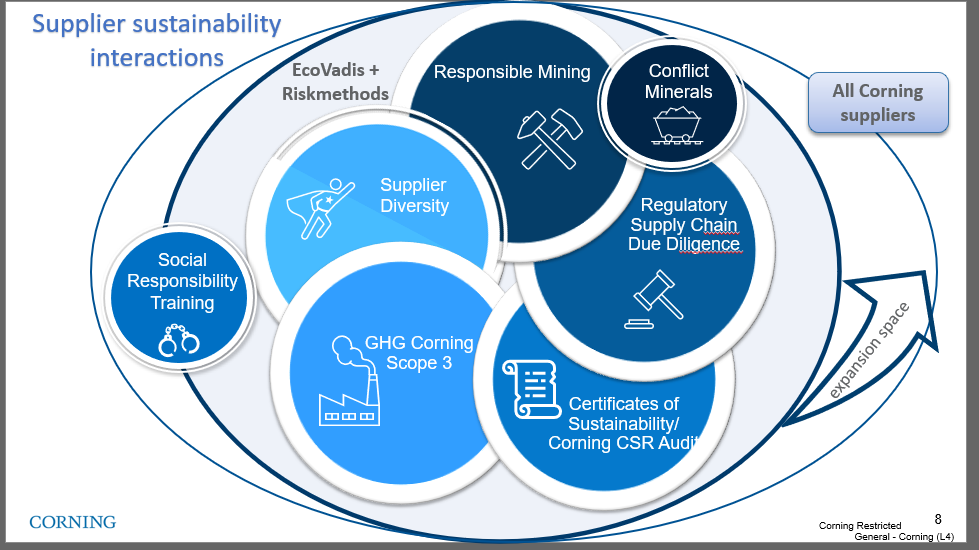 Supplier sustainability
interactions
EcoVadis +
Riskmethods
Responsible Mining
Conflict
Minerals
All Corning
suppliers
Supplier
Diversity
Regulatory
Supply Chain
Due Diligence
Social
Responsibility
Training
GHG Corning
Scope 3
expansion space
Certificates of
Sustainability/
Corning CSR Audit
CORNING
8
Corning Restricted
General - Corning (L4)